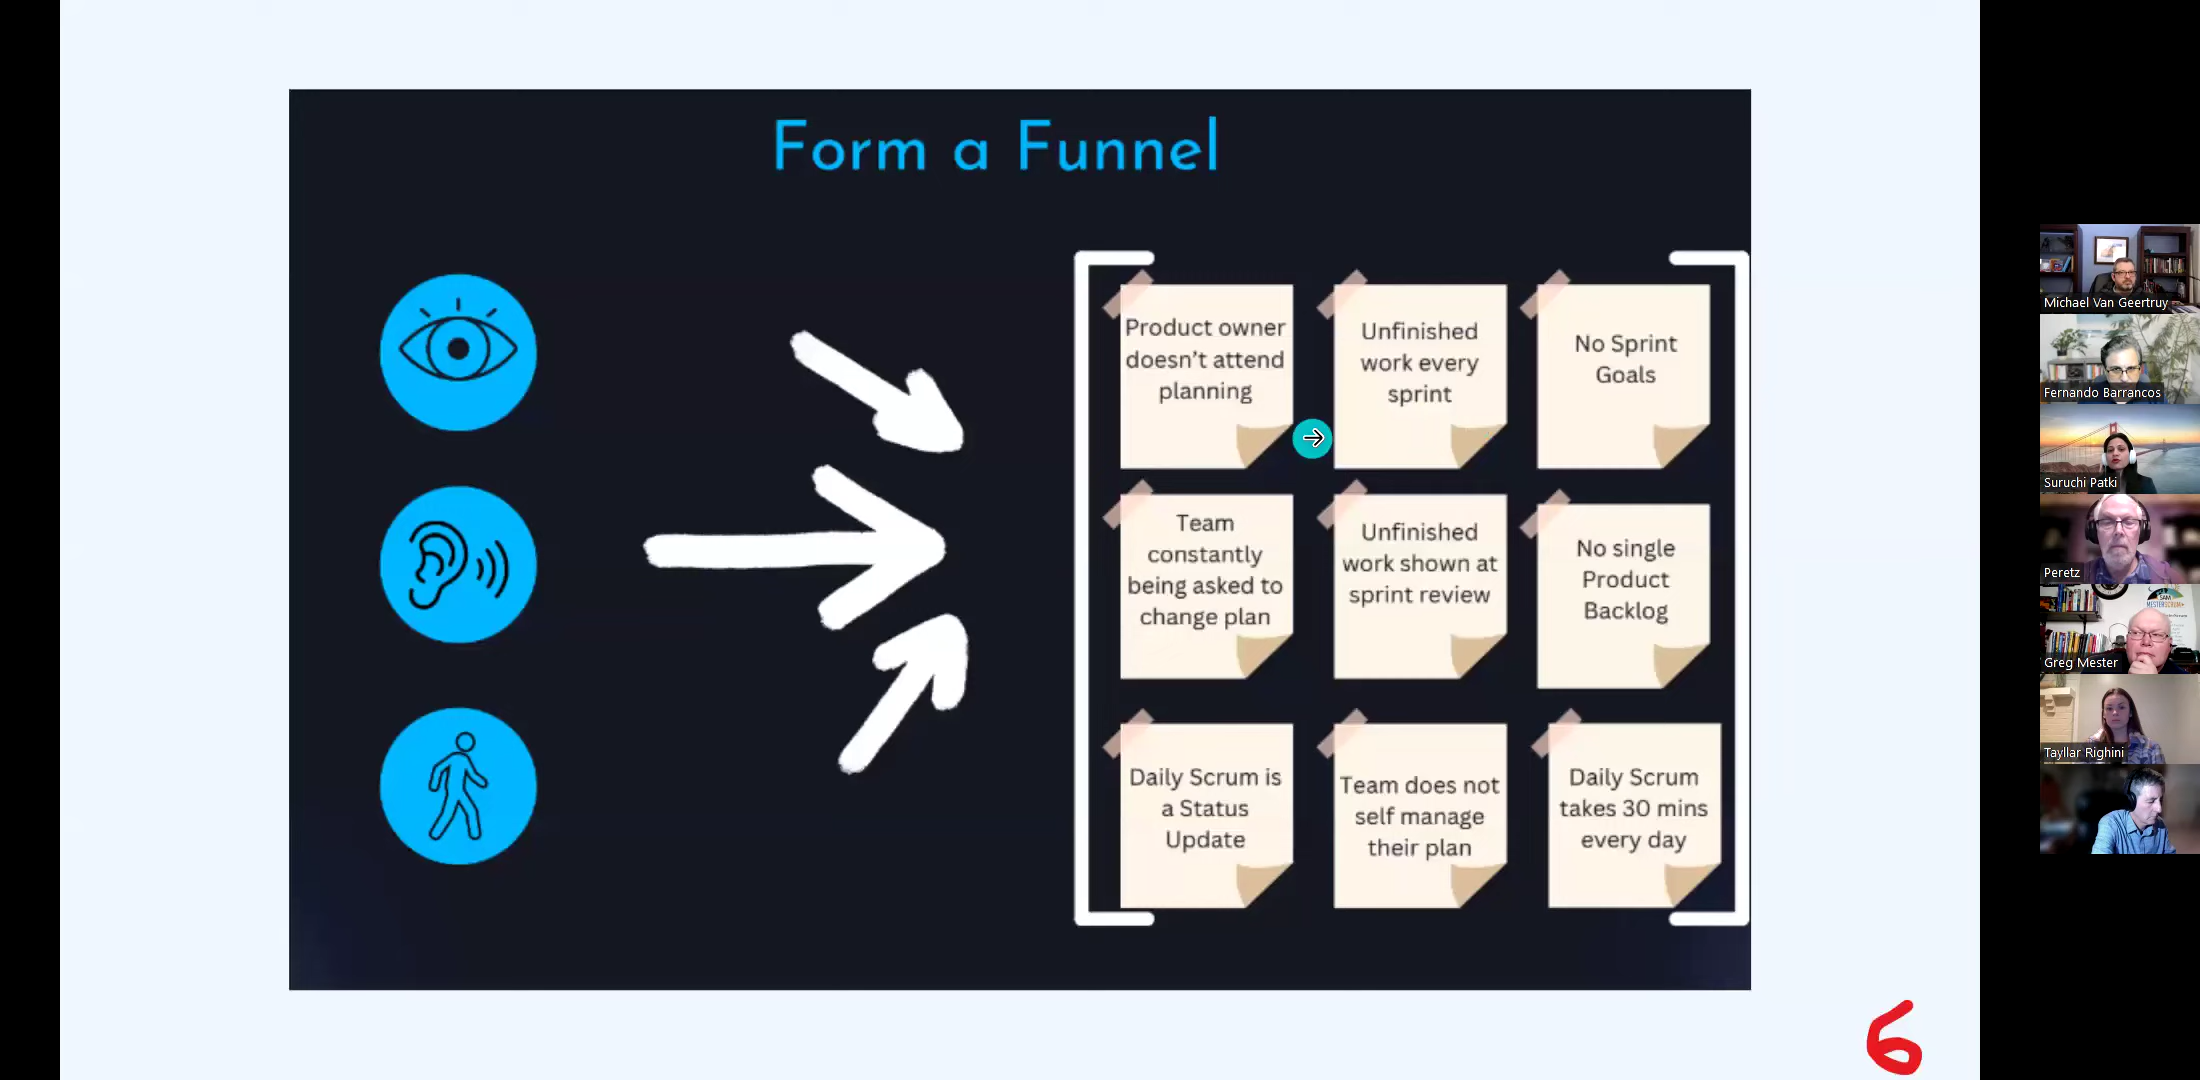 Form a Funnel
Product owner
doesn't attend
planning
Unfinished
work every
sprint
No Sprint
Goals
Team
constantly
being asked to
change plan
Unfinished
work shown at
sprint review
No single
Product
Backlog
Daily Scrum is
a Status
Update
Team does not
self manage
their plan
Daily Scrum
takes 30 mins
every day
6
Michael Van Geertruy
Fernando Barrancos
Suruchi Patki
Peretz
SAM
MESTERSCRUM
Greg Mester
Tayllar Righini